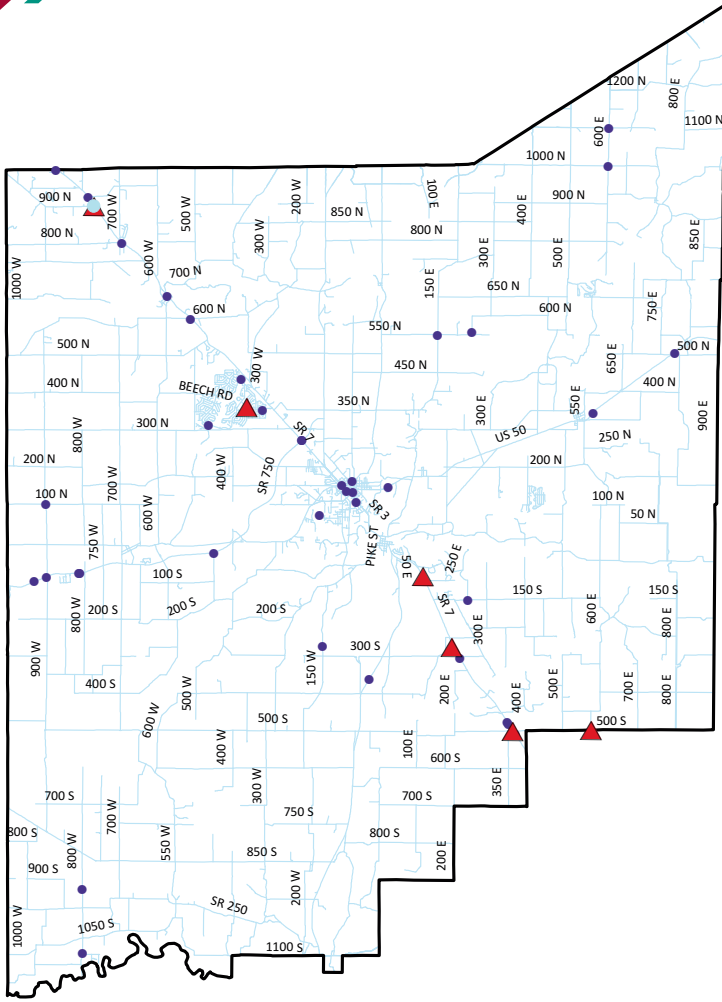 1200 N
800 E
1100 N
600 E
1000 N
900 N
700 W
500 W
200 W
850 N
100 E
400 E
900 N
800 N
600 W
300 W
800 N
300 E
500 E
850 E
1000 W
700 N
150 E
650 N
600 N
600 N
750 E
550 N
500 N
300 W
450 N
650 E
500 N
400 N
400 N
BEECH RD
350 N
550 E
900 E
300 N
800 W
SR 7
300 E
US 50
250 N
200 N
400 W
SR 750
200 N
100 N
700 W
600 W
SR 3
100 N
50 N
750 W
PIKE ST
50 E
250 E
100 S
150 S
150 S
800 W
200 S
200 S
200 S
SR 7
300 E
600 E
800 E
900 W
150 W
300 S
400 S
500 W
200 E
400 E
500 E
700 E
800 E
600 W
500 S
500 S
400 W
100 E
600 S
350 E
700 S
300 W
700 S
700 W
750 S
800 S
800 W
550 W
850 S
800 S
200 E
900 S
200 W
SR 250
1000 W
1050 S
1100 S